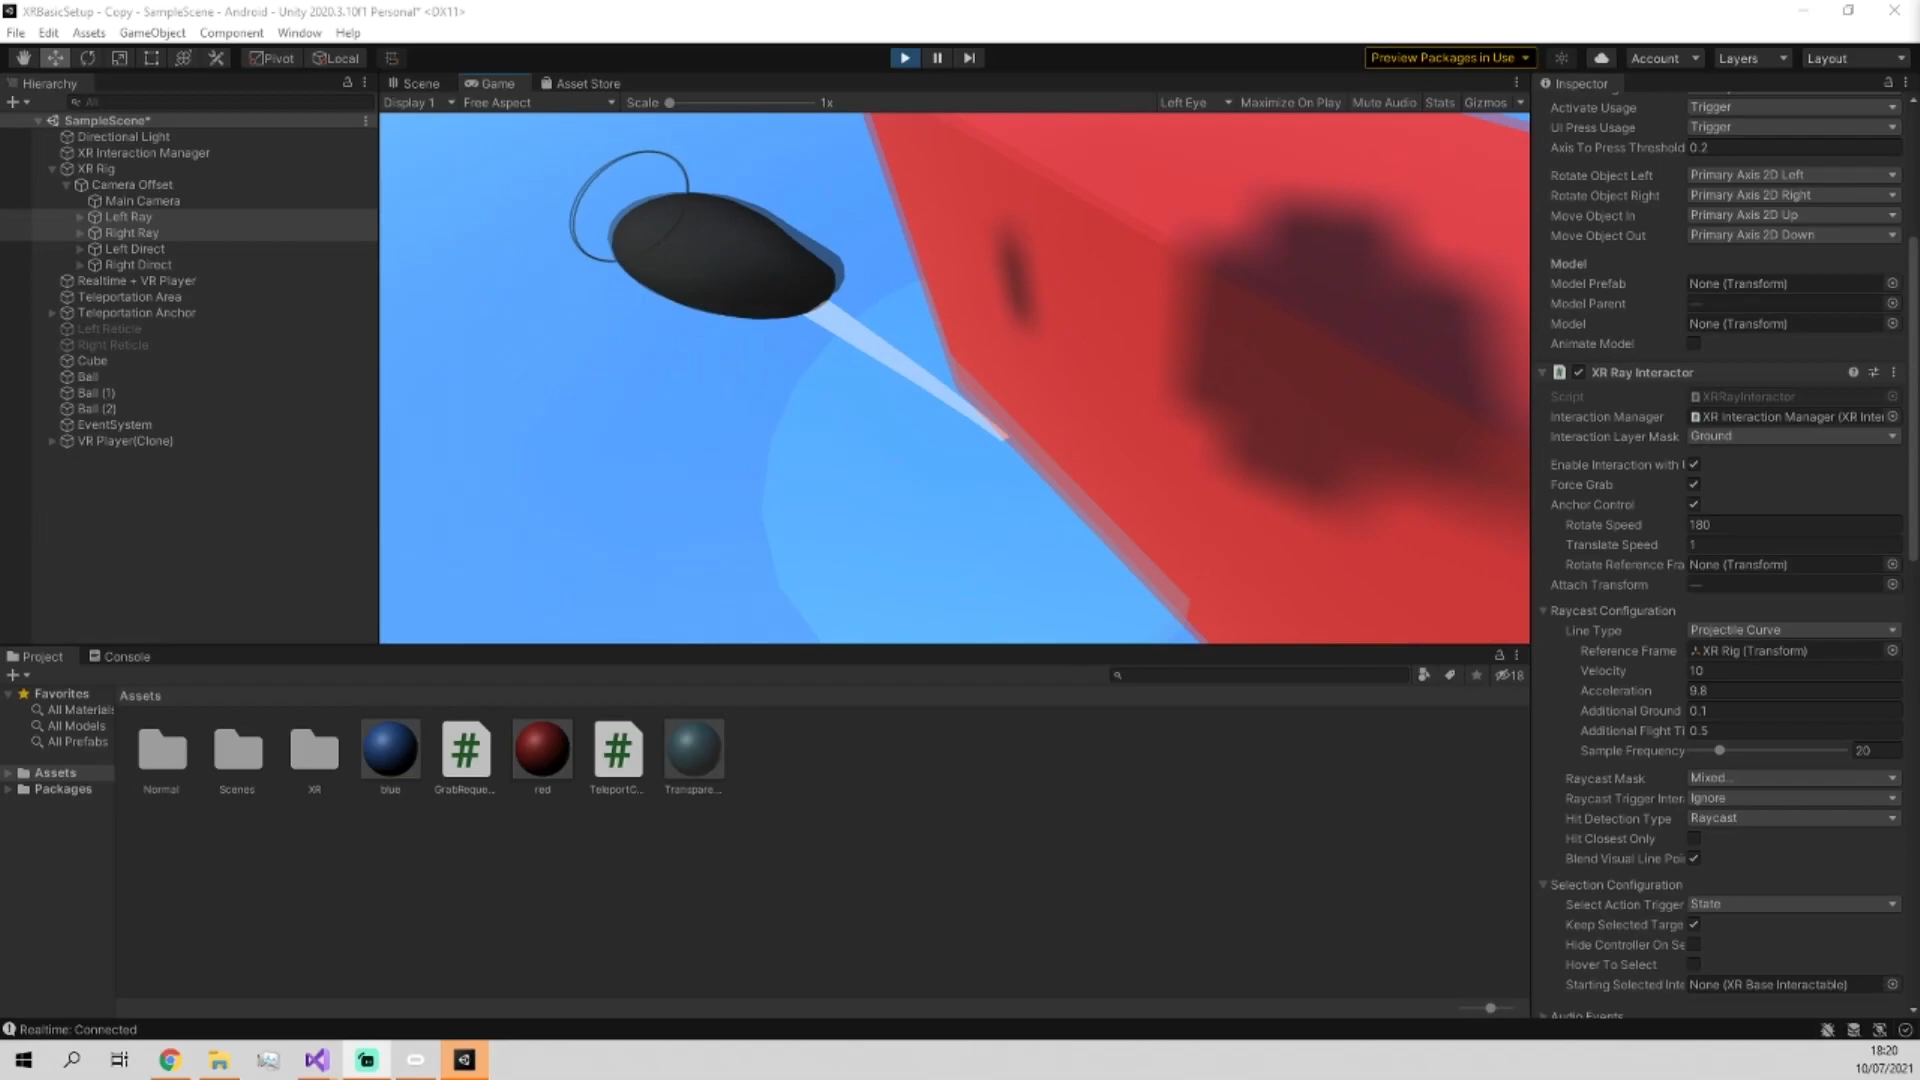 XRBasicSetup - Copy - SampleScene - Android - Unity 2020.3.10f1 Personal* <DX11>
File Edit Assets GameObject Component Window Help
Pivot Local Preview Packages in Use Account Layers Layout
Hierarchy
All
SampleScene*
Directional Light
XR Interaction Manager
XR Rig
Camera Offset
Main Camera
Left Ray
Right Ray
Left Direct
Right Direct
Realtime + VR Player
Teleportation Area
Teleportation Anchor
Left Reticle
Right Reticle
Cube
Ball
Ball (1)
Ball (2)
EventSystem
VR Player(Clone)
Scene Game Asset Store
Display 1 Free Aspect Scale 1x Left Eye Maximize On Play Mute Audio Stats Gizmos
Inspector
Activate Usage Trigger
UI Press Usage Trigger
Axis To Press Threshold 0.2
Rotate Object Left Primary Axis 2D Left
Rotate Object Right Primary Axis 2D Right
Move Object In Primary Axis 2D Up
Move Object Out Primary Axis 2D Down
Model
Model Prefab None (Transform)
Model Parent —
Model None (Transform)
Animate Model
XR Ray Interactor
Script XRRayInteractor
Interaction Manager XR Interaction Manager (XR Inter
Interaction Layer Mask Ground
Enable Interaction with
Force Grab
Anchor Control
Rotate Speed 180
Translate Speed 1
Rotate Reference Fra None (Transform)
Attach Transform —
Raycast Configuration
Line Type Projectile Curve
Reference Frame XR Rig (Transform)
Velocity 10
Acceleration 9.8
Additional Ground 0.1
Additional Flight Ti 0.5
Sample Frequency 20
Raycast Mask Mixed...
Raycast Trigger Inter Ignore
Hit Detection Type Raycast
Hit Closest Only
Blend Visual Line Poi
Selection Configuration
Select Action Trigger State
Keep Selected Targe
Hide Controller On Se
Hover To Select
Starting Selected Inte None (XR Base Interactable)
Audio Events
Project Console
18
Favorites
All Materials
All Models
All Prefabs
Assets
Packages
Assets
Normal Scenes XR blue GrabReque... red TeleportC... Transpare...
Realtime: Connected
18:20
10/07/2021